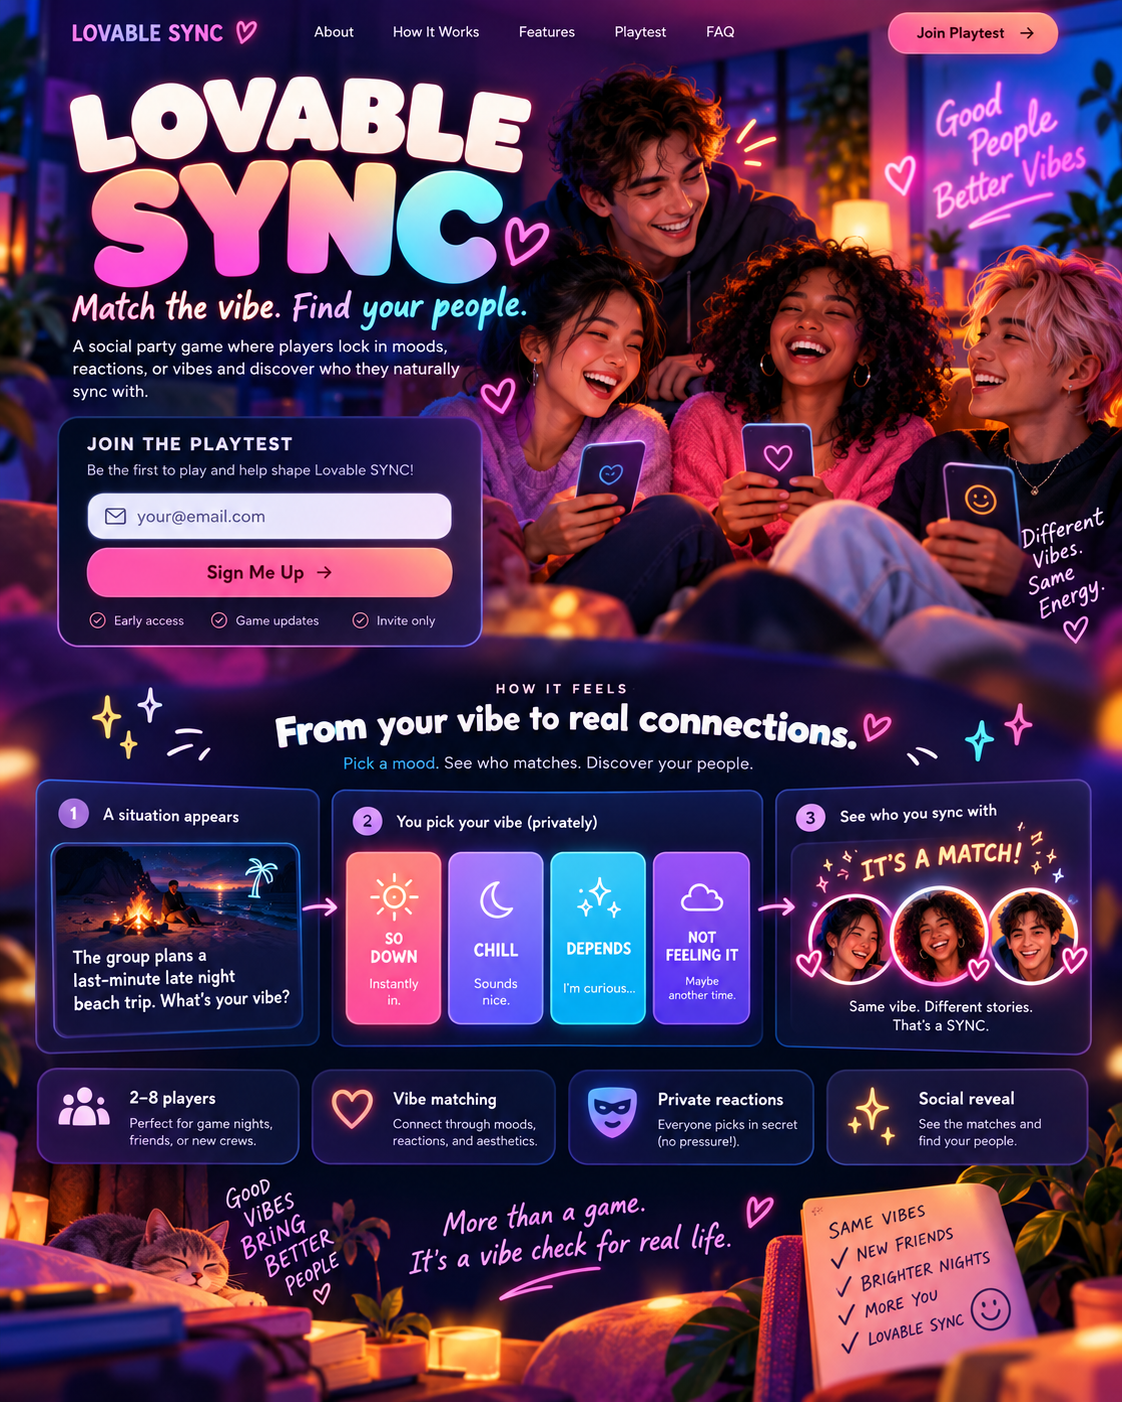 LOVABLE SYNC
About
How It Works
Features
Playtest
FAQ
Join Playtest
LOVABLE
SYNC
Match the vibe. Find your people.
A social party game where players lock in moods,
reactions, or vibes and discover who they naturally
sync with.
Good
People
Better Vibes
JOIN THE PLAYTEST
Be the first to play and help shape Lovable SYNC!
your@email.com
Sign Me Up
Early access
Game updates
Invite only
Different
Vibes.
Same
Energy.
HOW IT FEELS
From your vibe to real connections.
Pick a mood. See who matches. Discover your people.
1
A situation appears
The group plans a
last-minute late night
beach trip. What's your vibe?
2
You pick your vibe (privately)
SO
DOWN
Instantly
in.
CHILL
Sounds
nice.
DEPENDS
I'm curious...
NOT
FEELING IT
Maybe
another time.
3
See who you sync with
IT'S A MATCH!
Same vibe. Different stories.
That's a SYNC.
2–8 players
Perfect for game nights,
friends, or new crews.
Vibe matching
Connect through moods,
reactions, and aesthetics.
Private reactions
Everyone picks in secret
(no pressure!).
Social reveal
See the matches and
find your people.
GOOD
ViBES
BRiNG
BETTER
PEOPLE
More than a game.
It's a vibe check for real life.
SAME VIBES
✓ NEW FRIENDS
✓ BRIGHTER NIGHTS
✓ MORE YOU
✓ LOVABLE SYNC